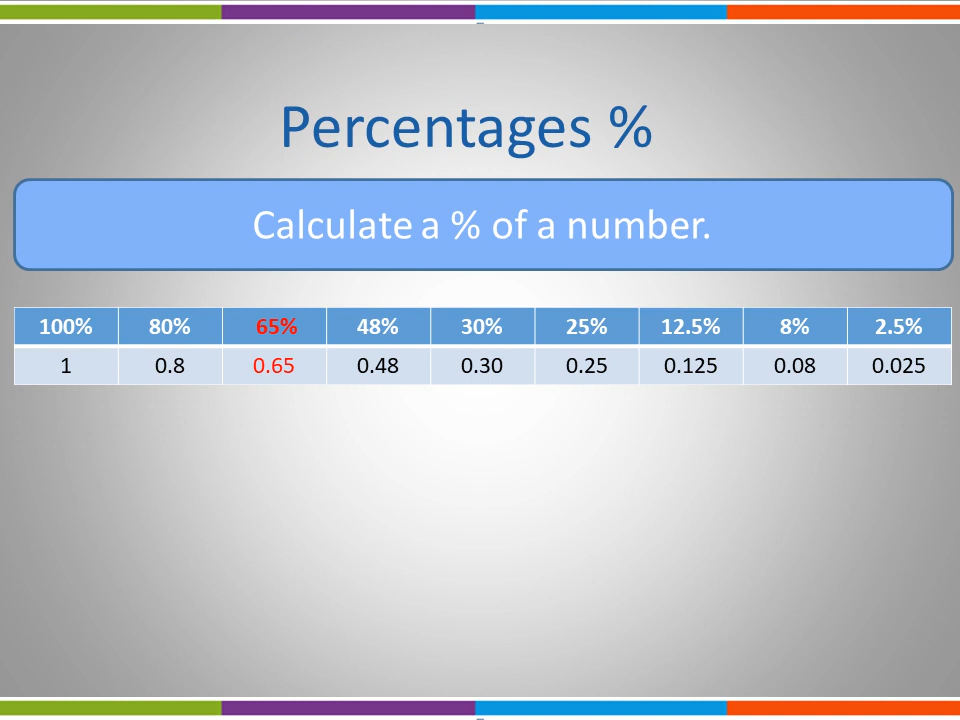 Percentages %
Calculate a % of a number.
100% 80% 65% 48% 30% 25% 12.5% 8% 2.5%
1 0.8 0.65 0.48 0.30 0.25 0.125 0.08 0.025